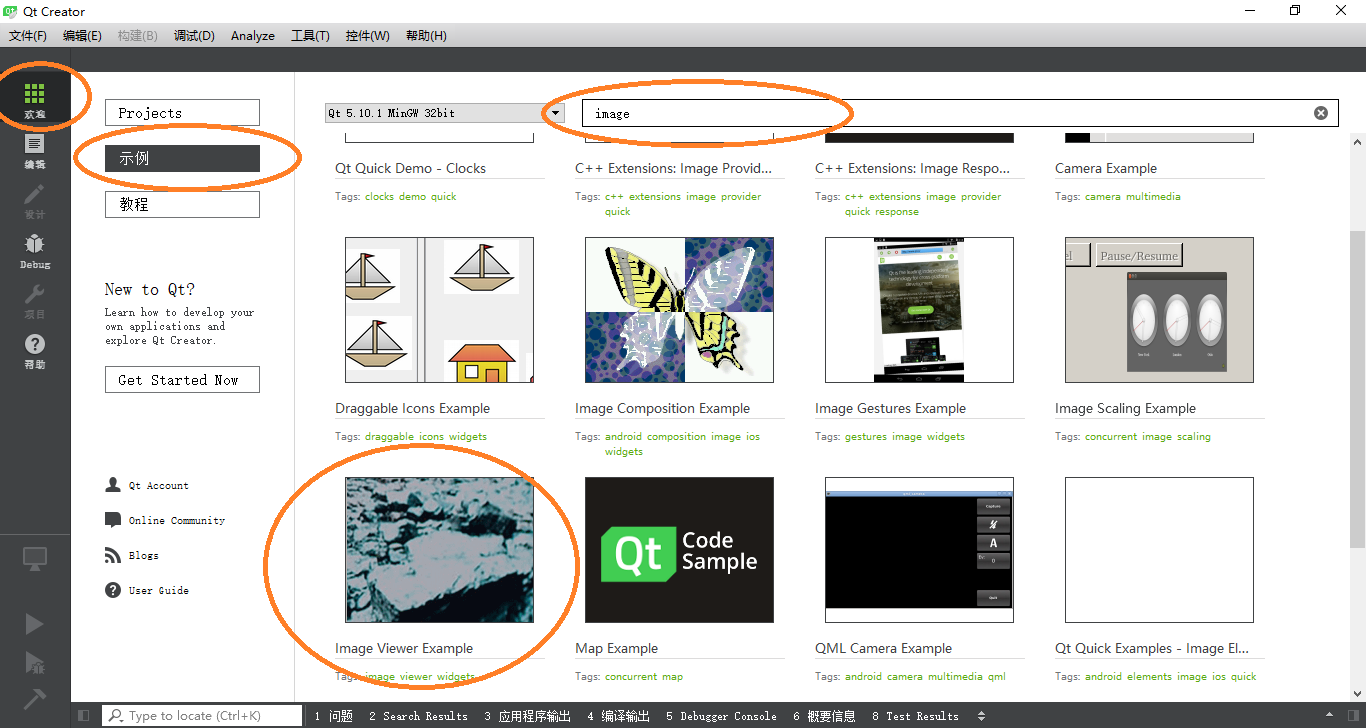 Qt Creator
文件(F) 编辑(E) 构建(B) 调试(D) Analyze 工具(T) 控件(W) 帮助(H)
欢迎
编辑
设计
Debug
项目
帮助
Projects
示例
教程
New to Qt?
Learn how to develop your
own applications and
explore Qt Creator.
Get Started Now
Qt Account
Online Community
Blogs
User Guide
Qt 5.10.1 MinGW 32bit
image
Qt Quick Demo - Clocks
Tags: clocks demo quick
C++ Extensions: Image Provid...
Tags: c++ extensions image provider
quick
C++ Extensions: Image Respo...
Tags: c++ extensions image provider
quick response
Camera Example
Tags: camera multimedia
Draggable Icons Example
Tags: draggable icons widgets
Image Composition Example
Tags: android composition image ios
widgets
Image Gestures Example
Tags: gestures image widgets
Pause/Resume
Image Scaling Example
Tags: concurrent image scaling
Image Viewer Example
Tags: image viewer widgets
Qt Code
Sample
Map Example
Tags: concurrent map
Capture
A
0
Quit
QML Camera Example
Tags: android camera multimedia qml
Qt Quick Examples - Image El...
Tags: android elements image ios quick
Type to locate (Ctrl+K)
1 问题 2 Search Results 3 应用程序输出 4 编译输出 5 Debugger Console 6 概要信息 8 Test Results